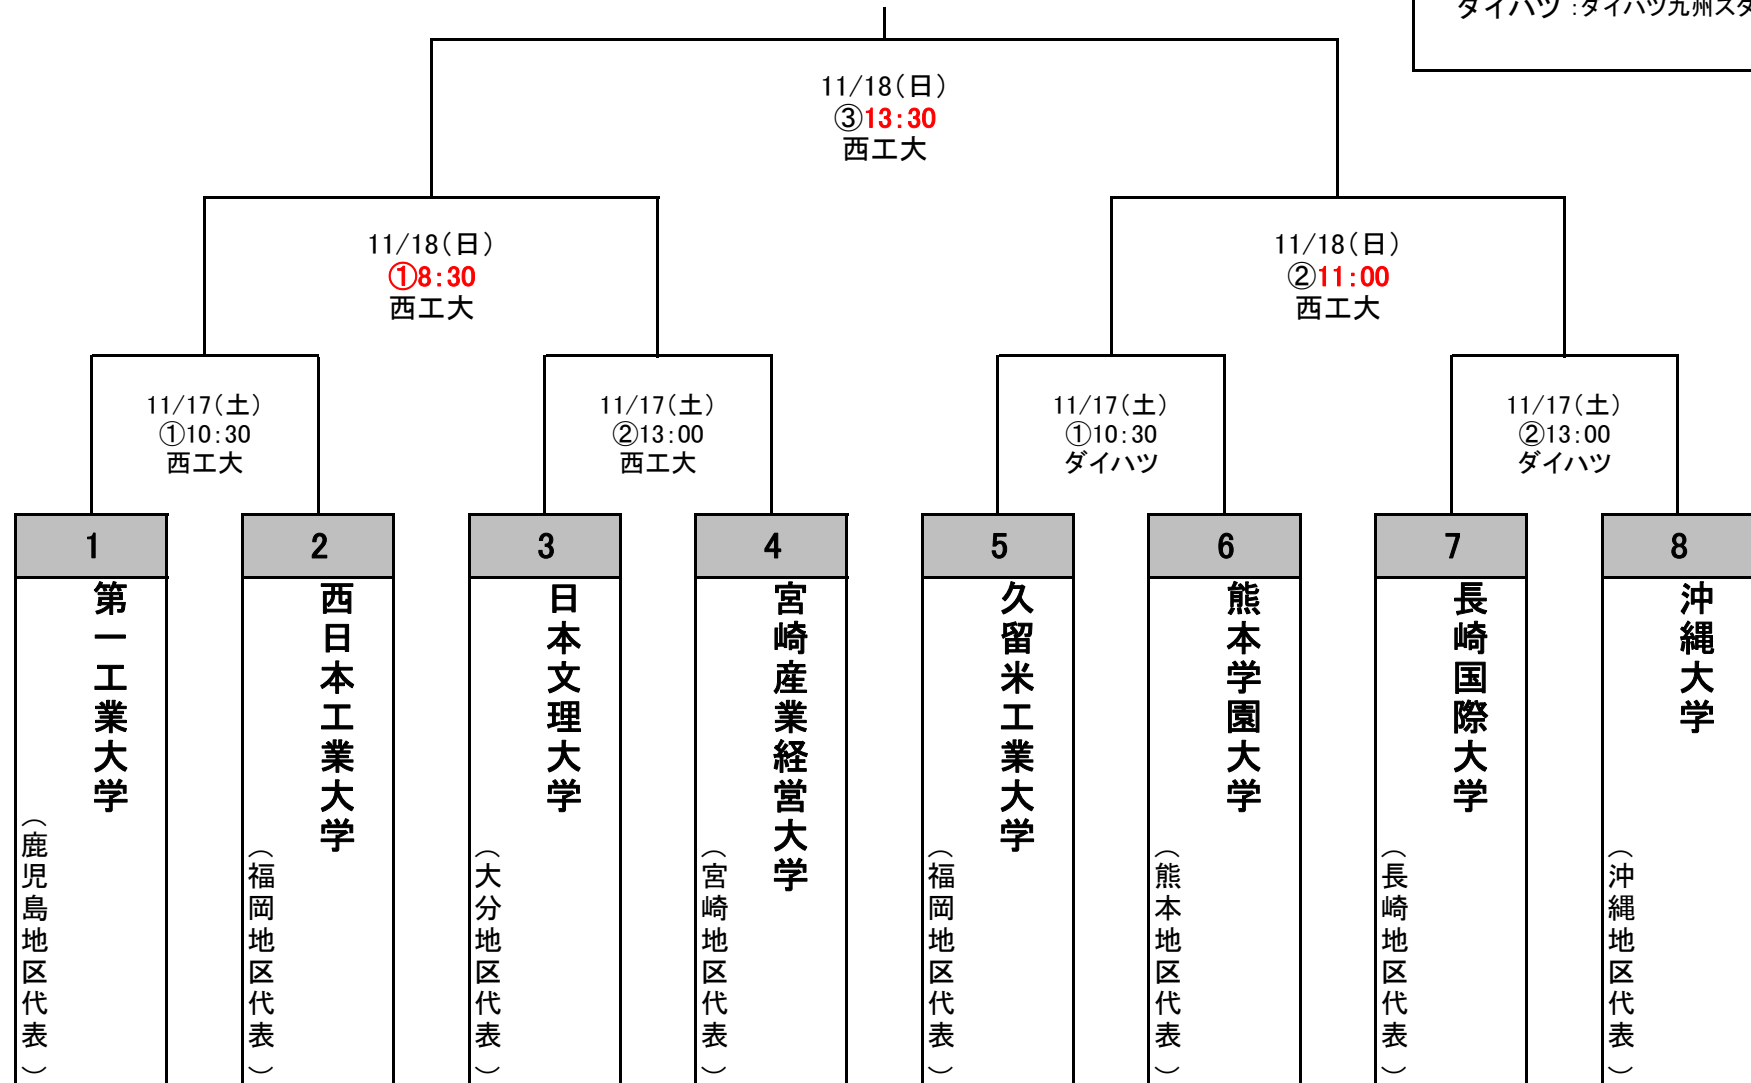 ダイハツ :ダイハツ九州スタ
11/18(日)
③13:30
西工大
11/18(日)
①8:30
西工大
11/18(日)
②11:00
西工大
11/17(土)
①10:30
西工大
11/17(土)
②13:00
西工大
11/17(土)
①10:30
ダイハツ
11/17(土)
②13:00
ダイハツ
1
第一工業大学
(鹿児島地区代表)
2
西日本工業大学
(福岡地区代表)
3
日本文理大学
(大分地区代表)
4
宮崎産業経営大学
(宮崎地区代表)
5
久留米工業大学
(福岡地区代表)
6
熊本学園大学
(熊本地区代表)
7
長崎国際大学
(長崎地区代表)
8
沖縄大学
(沖縄地区代表)